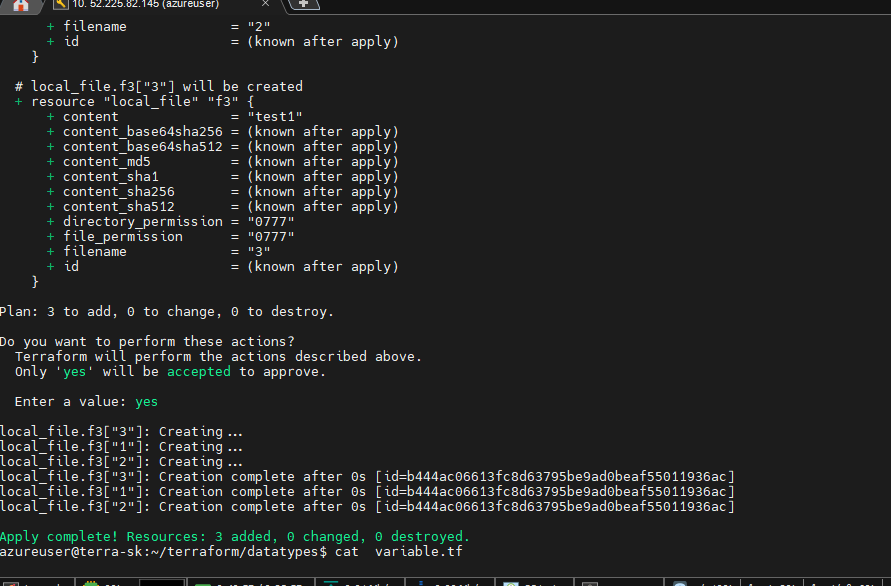 10. 52.225.82.145 (azureuser)
+ filename = "2"
+ id = (known after apply)
}
# local_file.f3["3"] will be created
+ resource "local_file" "f3" {
+ content = "test1"
+ content_base64sha256 = (known after apply)
+ content_base64sha512 = (known after apply)
+ content_md5 = (known after apply)
+ content_sha1 = (known after apply)
+ content_sha256 = (known after apply)
+ content_sha512 = (known after apply)
+ directory_permission = "0777"
+ file_permission = "0777"
+ filename = "3"
+ id = (known after apply)
}
Plan: 3 to add, 0 to change, 0 to destroy.
Do you want to perform these actions?
Terraform will perform the actions described above.
Only 'yes' will be accepted to approve.
Enter a value: yes
local_file.f3["3"]: Creating...
local_file.f3["1"]: Creating...
local_file.f3["2"]: Creating...
local_file.f3["3"]: Creation complete after 0s [id=b444ac06613fc8d63795be9ad0beaf55011936ac]
local_file.f3["1"]: Creation complete after 0s [id=b444ac06613fc8d63795be9ad0beaf55011936ac]
local_file.f3["2"]: Creation complete after 0s [id=b444ac06613fc8d63795be9ad0beaf55011936ac]
Apply complete! Resources: 3 added, 0 changed, 0 destroyed.
azureuser@terra-sk:~/terraform/datatypes$ cat  variable.tf